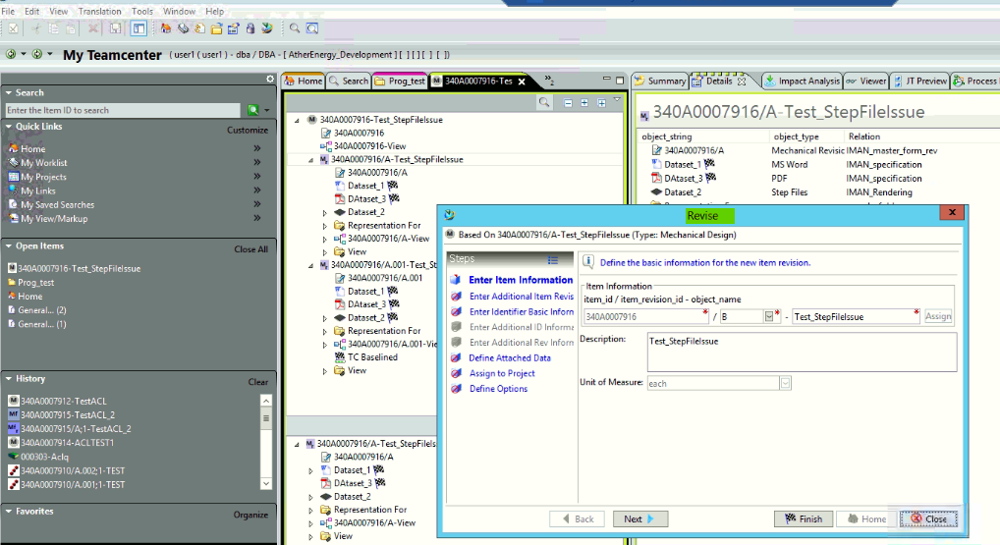 File Edit View Translation Tools Window Help
My Teamcenter ( user1 ( user1 ) - dba / DBA - [ AtherEnergy_Development ] [ ] [ ] [ ] [ ])
Search
Enter the Item ID to search
Quick Links Customize
Home
My Worklist
My Projects
My Links
My Saved Searches
My View/Markup
Open Items Close All
340A0007916-Test_StepFileIssue
Prog_test
Home
General... (2)
General... (1)
History Clear
340A0007912-TestACL
340A0007915-TestACL_2
340A0007915/A;1-TestACL_2
340A0007914-ACLTEST1
000303-Aclq
340A0007910/A.002;1-TEST
340A0007910/A.001;1-TEST
Favorites Organize
Home Search Prog_test 340A0007916-Tes
340A0007916-Test_StepFileIssue
340A0007916
340A0007916-View
340A0007916/A-Test_StepFileIssue
340A0007916/A
Dataset_1
DAtaset_3
Dataset_2
Representation For
340A0007916/A-View
View
340A0007916/A.001-Test_St
340A0007916/A.001
Dataset_1
DAtaset_3
Dataset_2
Representation For
340A0007916/A.001-Vie
TC Baselined
View
340A0007916/A-Test_StepFileIs
340A0007916/A
Dataset_1
DAtaset_3
Dataset_2
Representation For
340A0007916/A-View
View
Summary Details Impact Analysis Viewer JT Preview Process
340A0007916/A-Test_StepFileIssue
object_string object_type Relation
340A0007916/A Mechanical Revisic IMAN_master_form_rev
Dataset_1 MS Word IMAN_specification
DAtaset_3 PDF IMAN_specification
Dataset_2 Step Files IMAN_Rendering
Revise
Based On 340A0007916/A-Test_StepFileIssue (Type:: Mechanical Design)
Steps
Enter Item Information
Enter Additional Item Revis
Enter Identifier Basic Inforn
Enter Additional ID Informa
Enter Additional Rev Inforn
Define Attached Data
Assign to Project
Define Options
Define the basic information for the new item revision.
Item Information
item_id / item_revision_id - object_name
340A0007916 * / B * - Test_StepFileIssue * Assign
Description: Test_StepFileIssue
Unit of Measure: each
Back Next Finish Home Close